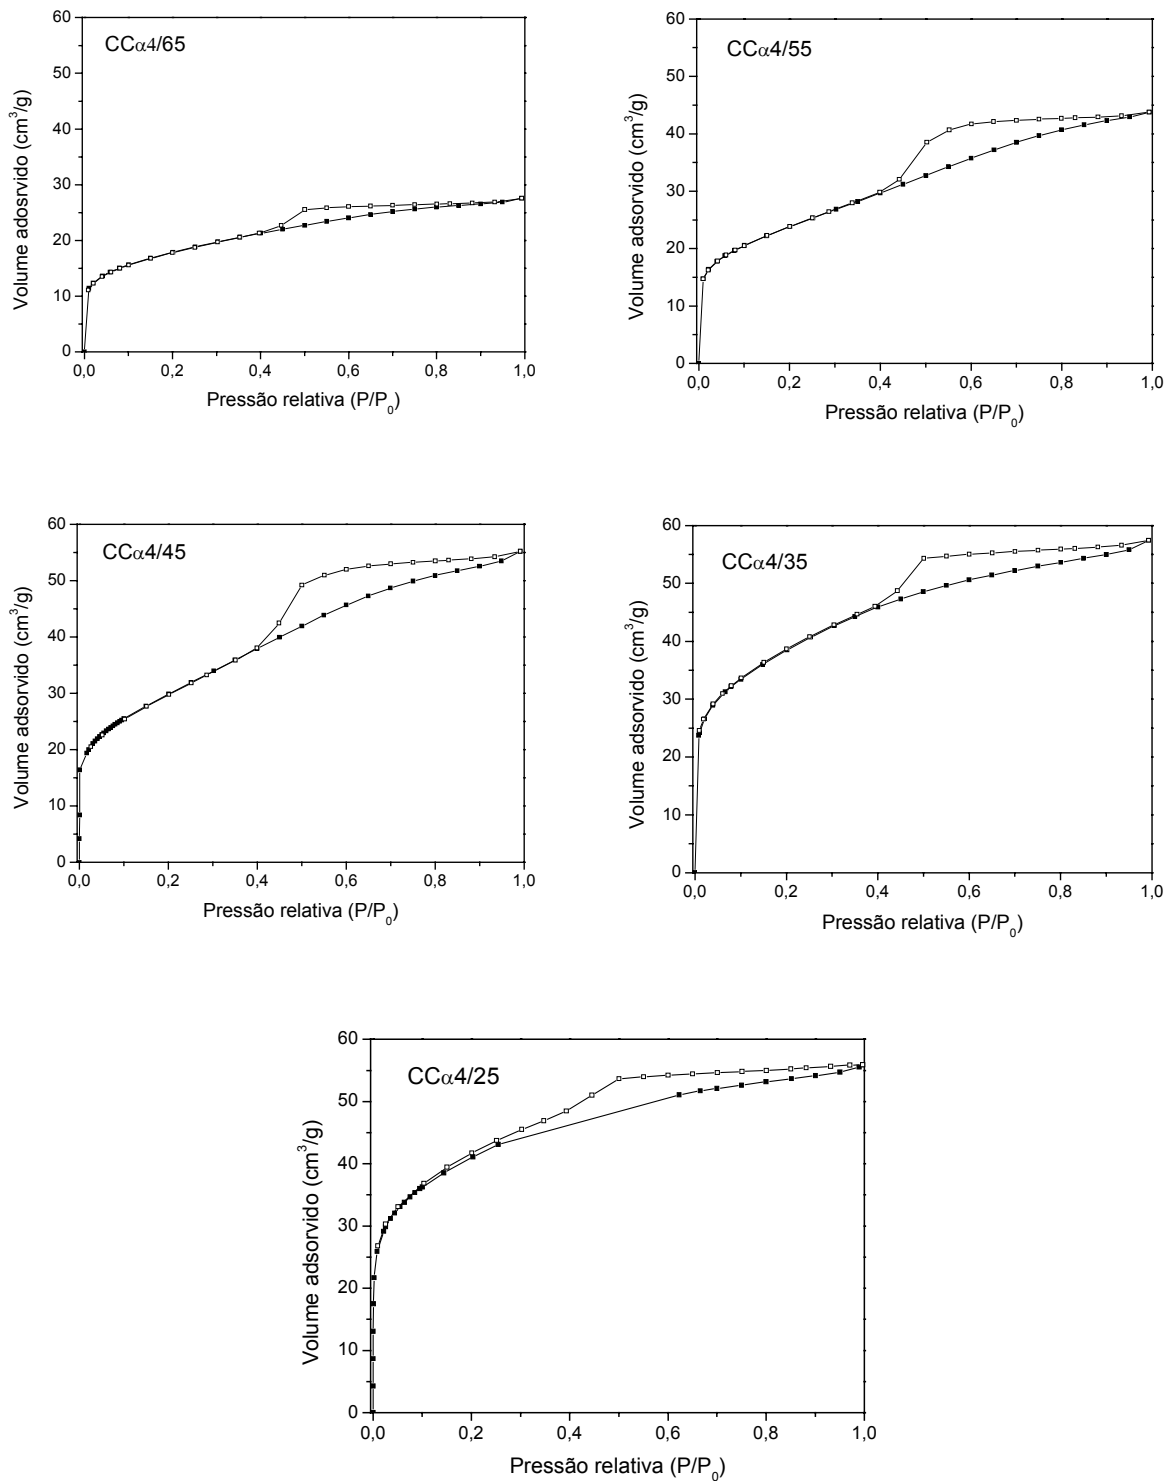 CCα4/65
Volume adosrvido (cm³/g)
60
50
40
30
20
10
0
0,0 0,2 0,4 0,6 0,8 1,0
Pressão relativa (P/P₀)
CCα4/55
Volume adsorvido (cm³/g)
60
50
40
30
20
10
0
0,0 0,2 0,4 0,6 0,8 1,0
Pressão relativa (P/P₀)
CCα4/45
Volume adsorvido (cm³/g)
60
50
40
30
20
10
0
0,0 0,2 0,4 0,6 0,8 1,0
Pressão relativa (P/P₀)
CCα4/35
Volume adsorvido (cm³/g)
60
50
40
30
20
10
0
0,0 0,2 0,4 0,6 0,8 1,0
Pressão relativa (P/P₀)
CCα4/25
Volume adsorvido (cm³/g)
60
50
40
30
20
10
0
0,0 0,2 0,4 0,6 0,8 1,0
Pressão relativa (P/P₀)